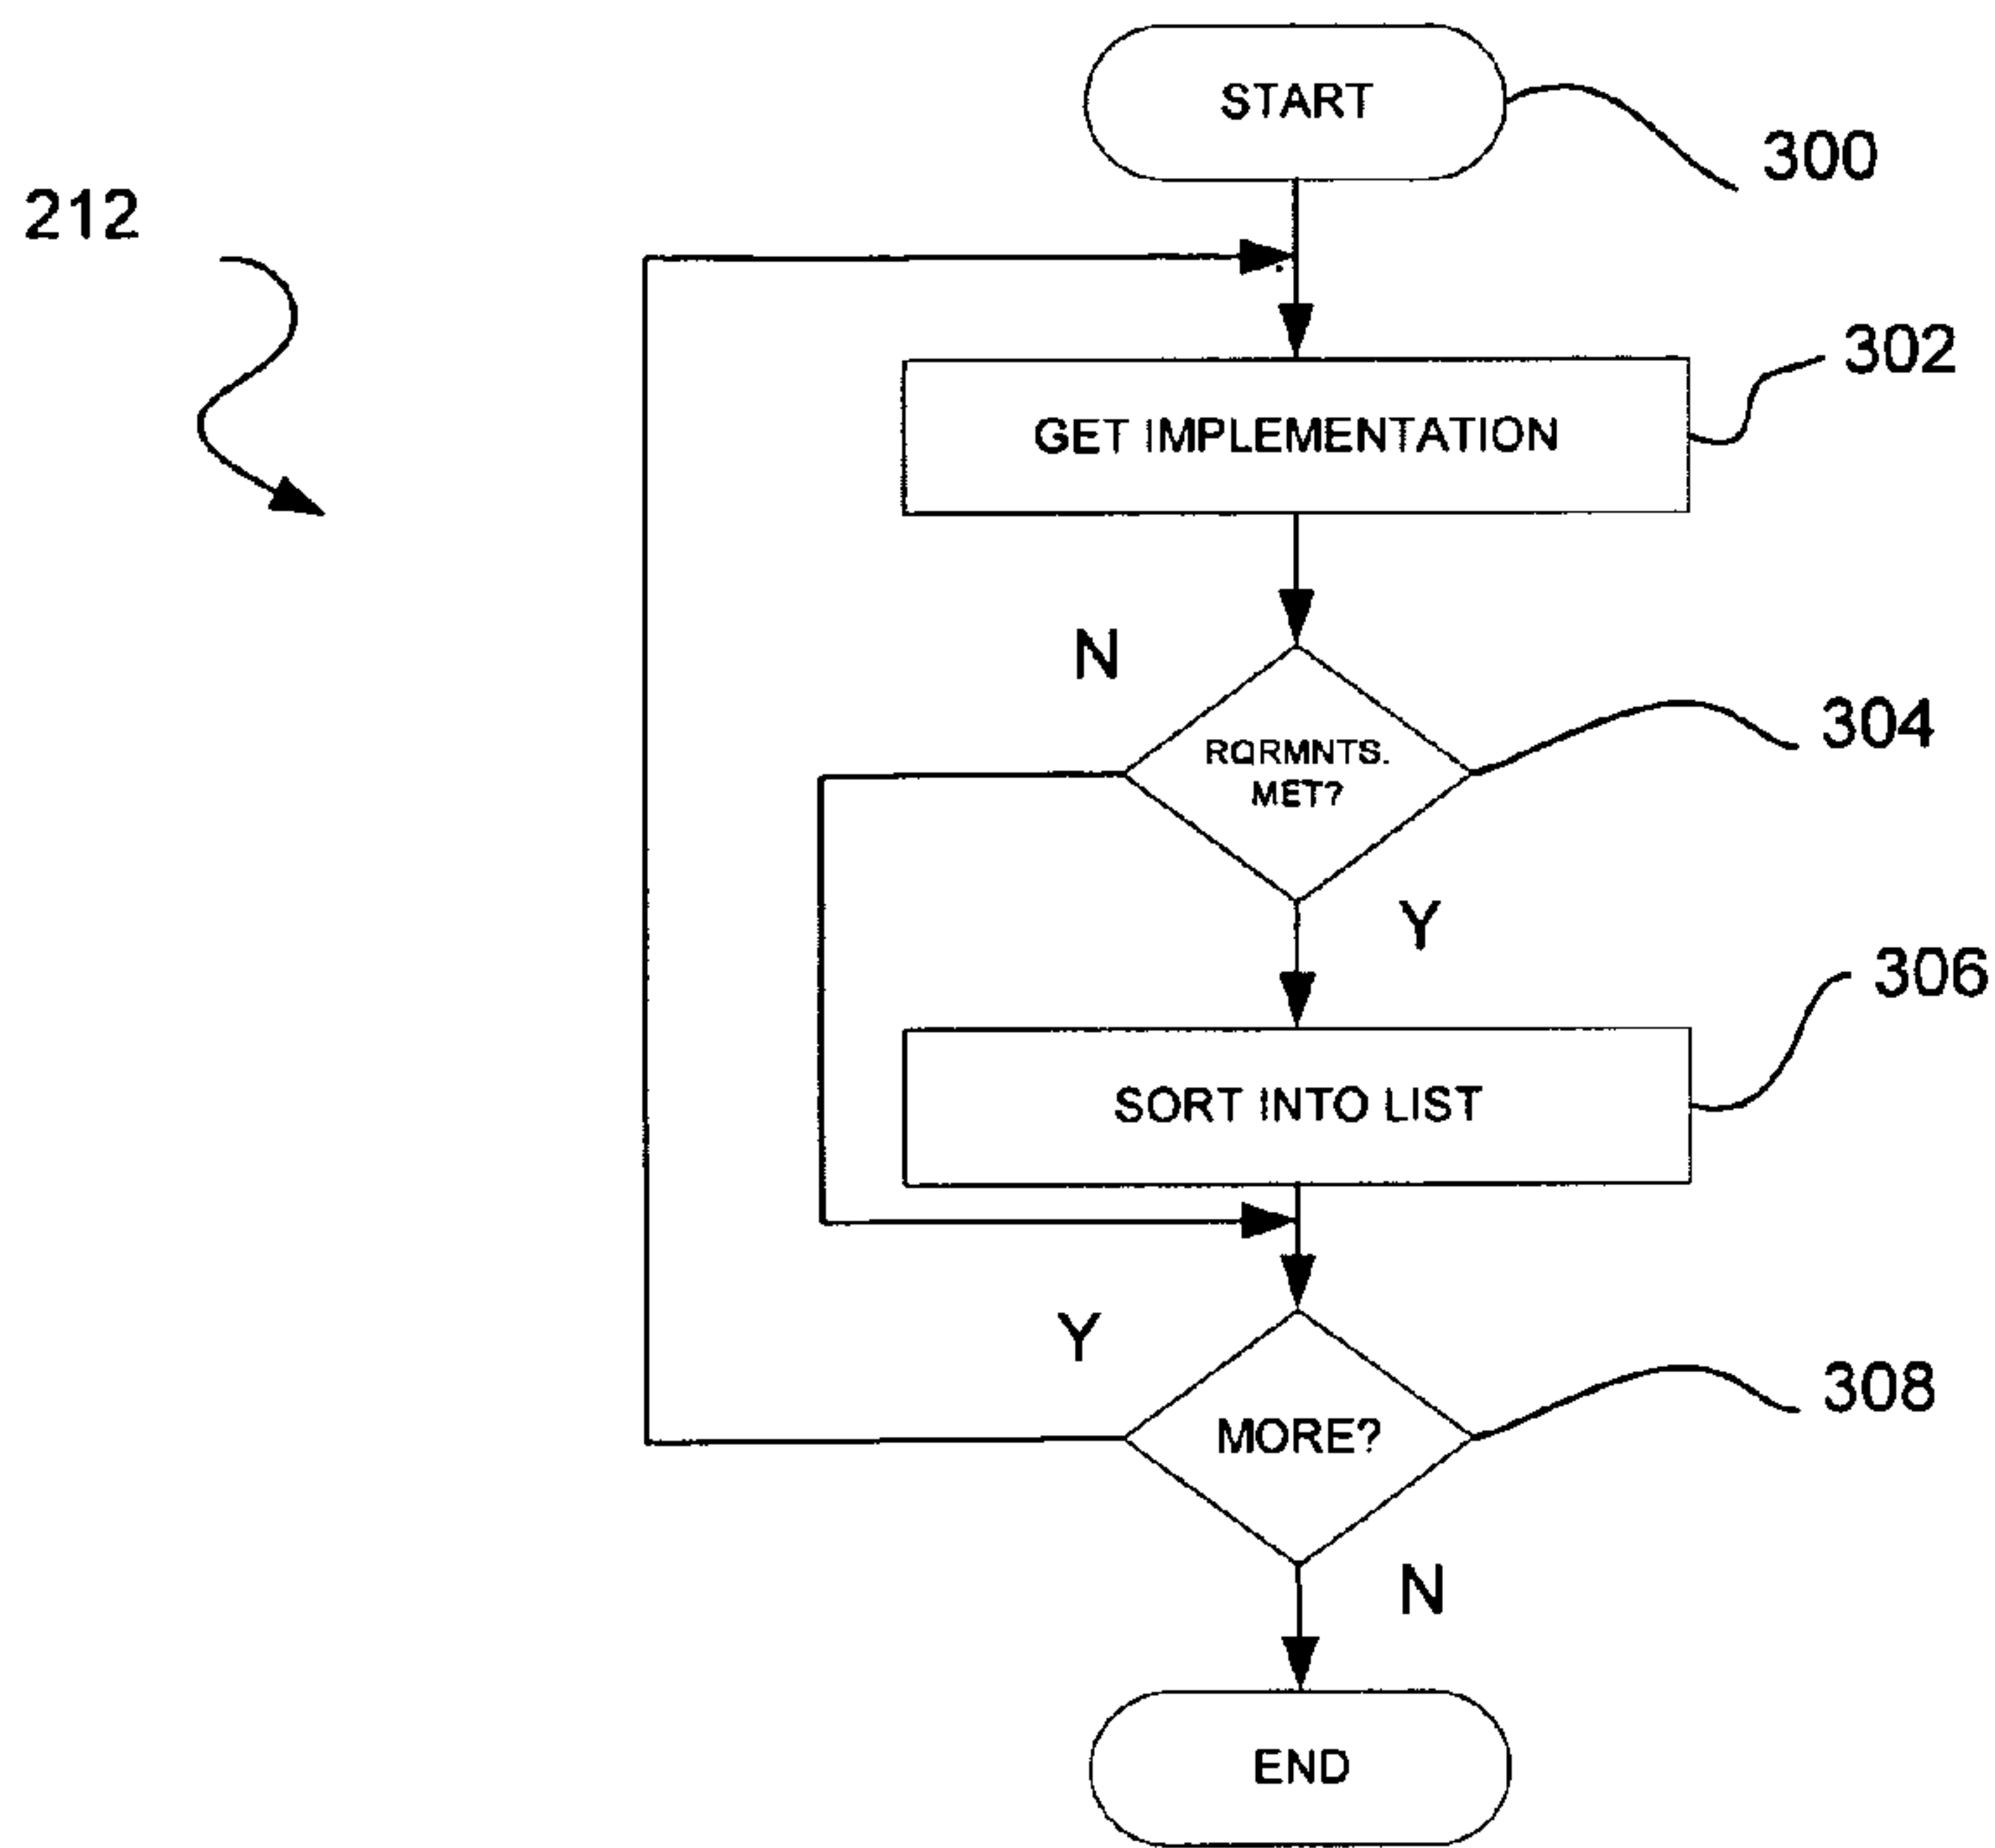 START
300
212
302
GET IMPLEMENTATION
N
304
RQRMNTS.
MET?
Y
306
SORT INTO LIST
Y
308
MORE?
N
END